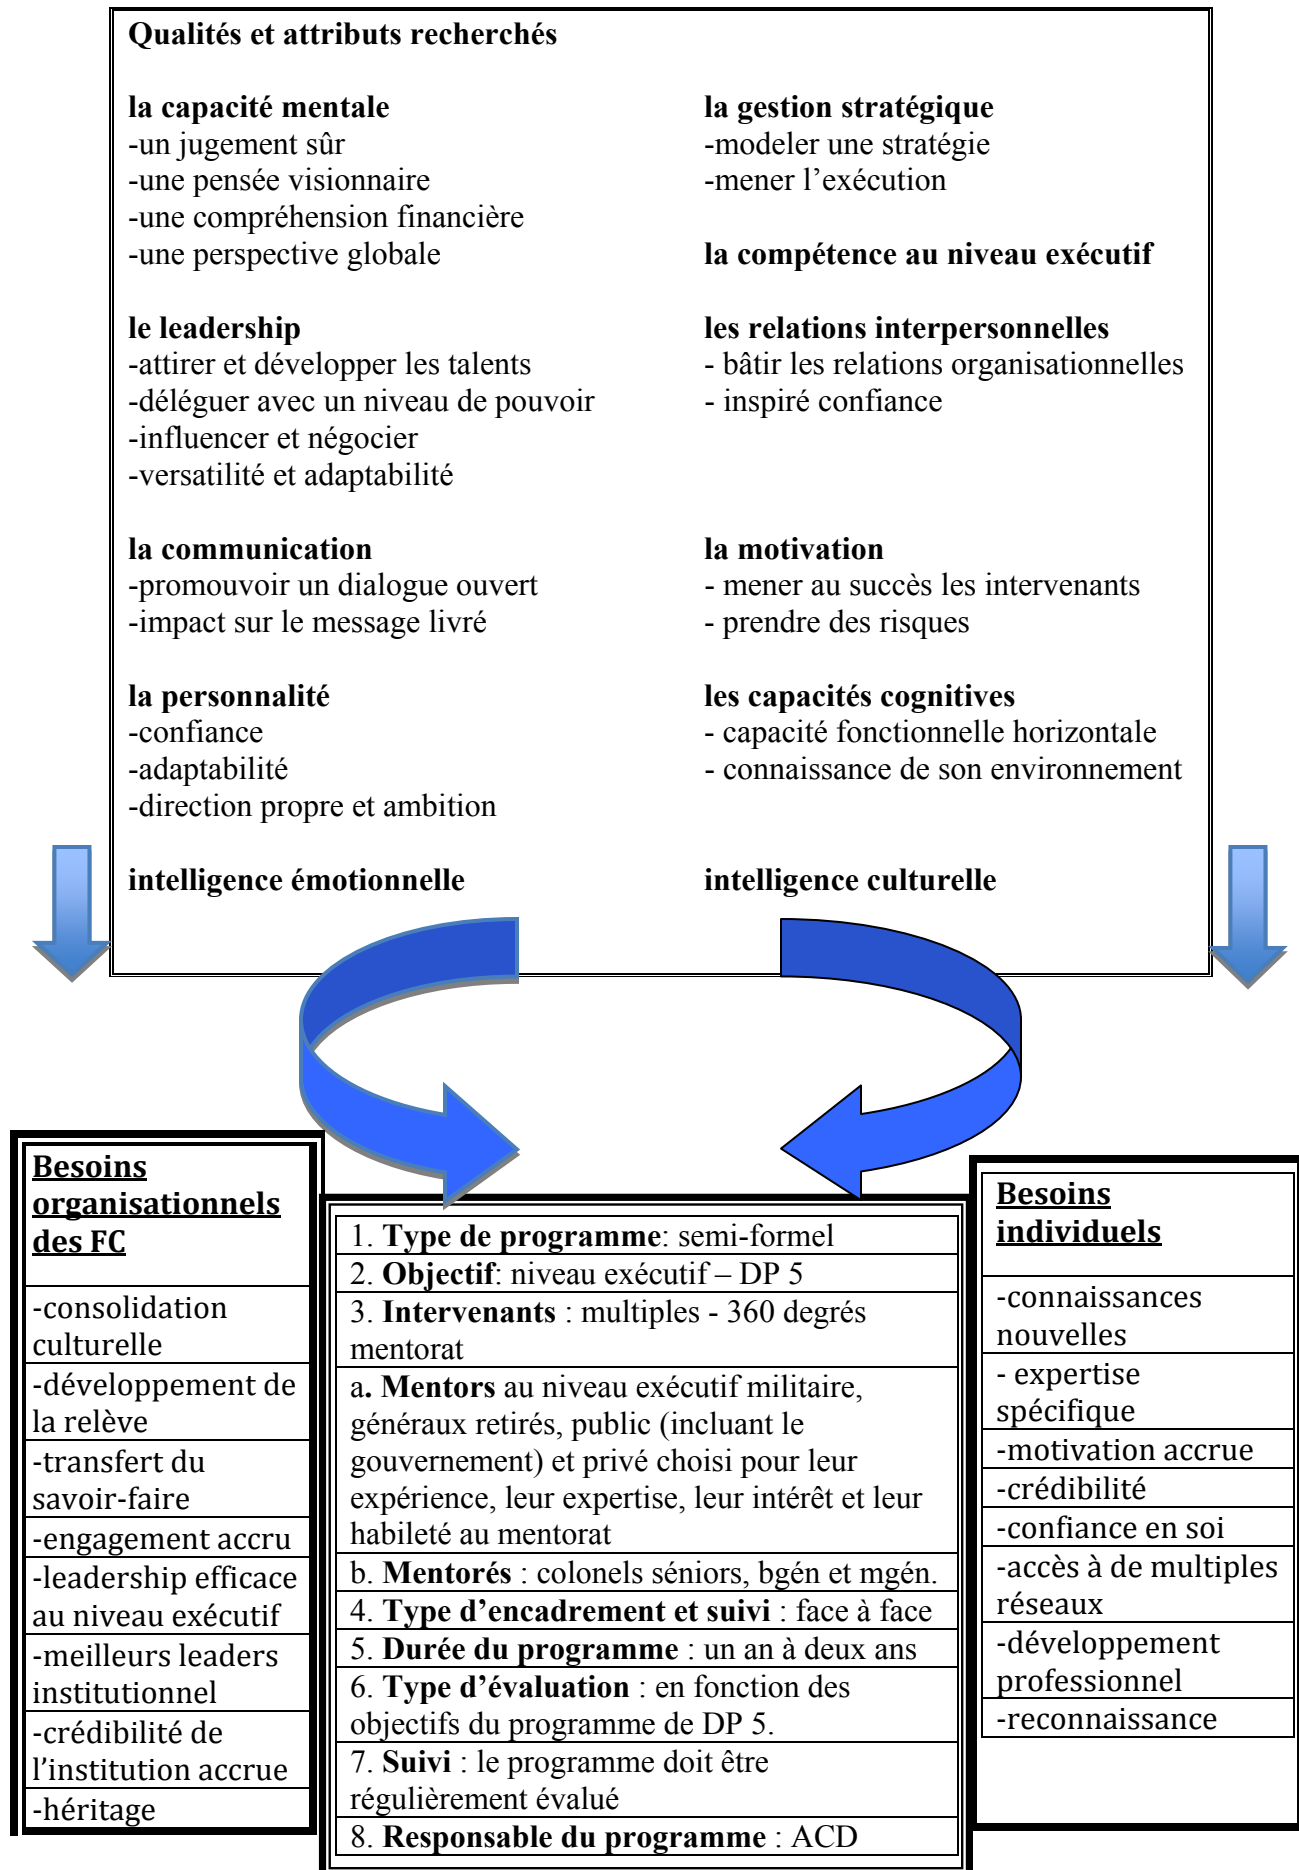 Qualités et attributs recherchés
la capacité mentale
-un jugement sûr
-une pensée visionnaire
-une compréhension financière
-une perspective globale
la gestion stratégique
-modeler une stratégie
-mener l’exécution
la compétence au niveau exécutif
le leadership
-attirer et développer les talents
-déléguer avec un niveau de pouvoir
-influencer et négocier
-versatilité et adaptabilité
les relations interpersonnelles
- bâtir les relations organisationnelles
- inspiré confiance
la communication
-promouvoir un dialogue ouvert
-impact sur le message livré
la motivation
- mener au succès les intervenants
- prendre des risques
la personnalité
-confiance
-adaptabilité
-direction propre et ambition
les capacités cognitives
- capacité fonctionnelle horizontale
- connaissance de son environnement
intelligence émotionnelle
intelligence culturelle
Besoins
organisationnels
des FC
-consolidation
culturelle
-développement de
la relève
-transfert du
savoir-faire
-engagement accru
-leadership efficace
au niveau exécutif
-meilleurs leaders
institutionnel
-crédibilité de
l’institution accrue
-héritage
1. Type de programme: semi-formel
2. Objectif: niveau exécutif – DP 5
3. Intervenants : multiples - 360 degrés
mentorat
a. Mentors au niveau exécutif militaire,
généraux retirés, public (incluant le
gouvernement) et privé choisi pour leur
expérience, leur expertise, leur intérêt et leur
habileté au mentorat
b. Mentorés : colonels séniors, bgén et mgén.
4. Type d’encadrement et suivi : face à face
5. Durée du programme : un an à deux ans
6. Type d’évaluation : en fonction des
objectifs du programme de DP 5.
7. Suivi : le programme doit être
régulièrement évalué
8. Responsable du programme : ACD
Besoins
individuels
-connaissances
nouvelles
- expertise
spécifique
-motivation accrue
-crédibilité
-confiance en soi
-accès à de multiples
réseaux
-développement
professionnel
-reconnaissance